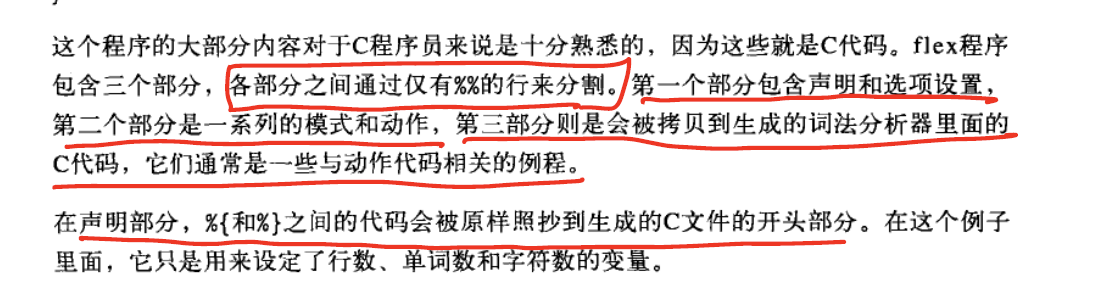 这个程序的大部分内容对于C程序员来说是十分熟悉的，因为这些就是C代码。flex程序
包含三个部分，各部分之间通过仅有%%的行来分割。第一个部分包含声明和选项设置，
第二个部分是一系列的模式和动作，第三部分则是会被拷贝到生成的词法分析器里面的
C代码，它们通常是一些与动作代码相关的例程。
在声明部分，%{和%}之间的代码会被原样照抄到生成的C文件的开头部分。在这个例子
里面，它只是用来设定了行数、单词数和字符数的变量。